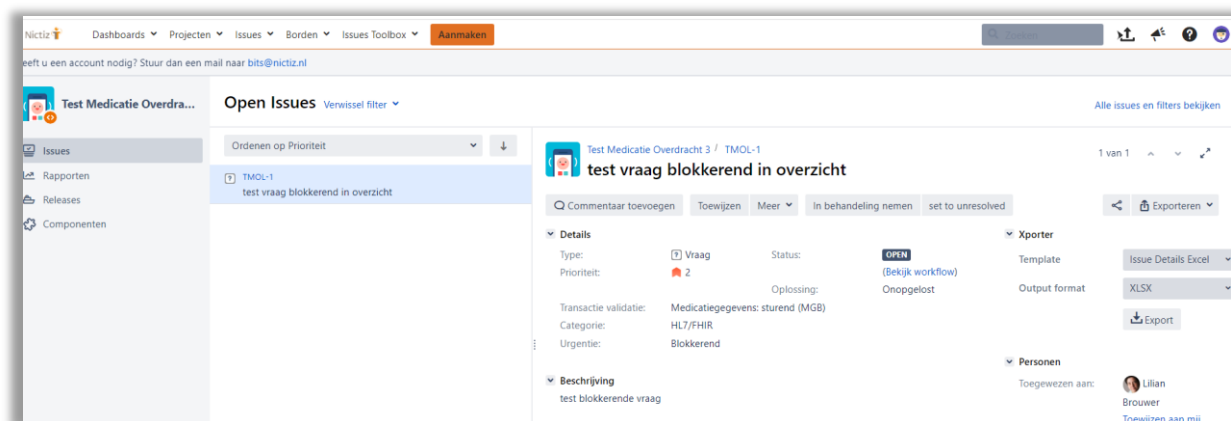 Nictiz Dashboards Projecten Issues Borden Issues Toolbox Aanmaken Zoeken
eeft u een account nodig? Stuur dan een mail naar bits@nictiz.nl
Test Medicatie Overdra...
Issues
Rapporten
Releases
Componenten
Open Issues Verwissel filter
Alle issues en filters bekijken
Ordenen op Prioriteit
TMOL-1
test vraag blokkerend in overzicht
Test Medicatie Overdracht 3 / TMOL-1
1 van 1
test vraag blokkerend in overzicht
Commentaar toevoegen Toewijzen Meer In behandeling nemen set to unresolved Exporteren
Details
Type: Vraag Status: OPEN
Prioriteit: 2 (Bekijk workflow)
Oplossing: Onopgelost
Transactie validatie: Medicatiegegevens: sturend (MGB)
Categorie: HL7/FHIR
Urgentie: Blokkerend
Beschrijving
test blokkerende vraag
Xporter
Template Issue Details Excel
Output format XLSX
Export
Personen
Toegewezen aan: Lilian
Brouwer
Toewijzen aan mij